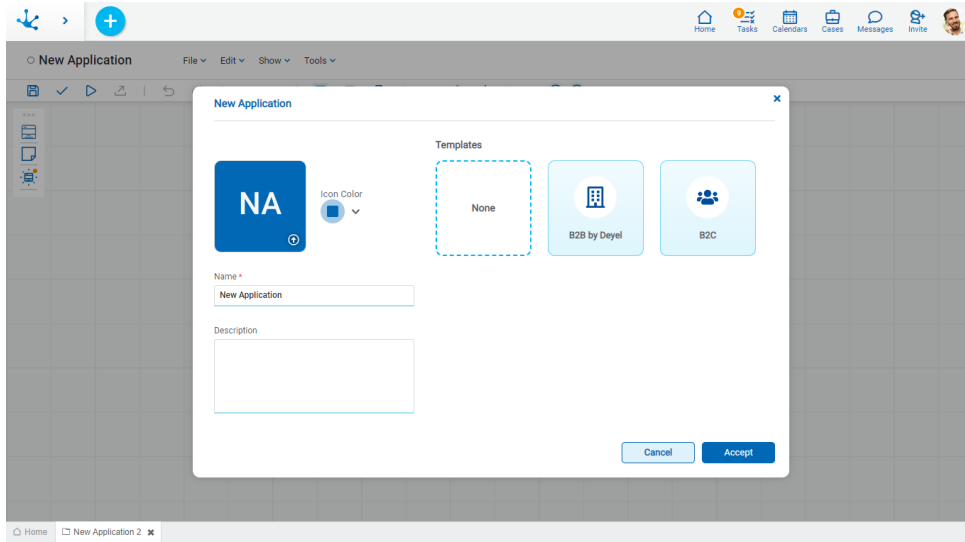 9
Home Tasks Calendars Cases Messages Invite
New Application File Edit Show Tools
New Application
Templates
NA
Icon Color
None
B2B by Deyel
B2C
Name *
New Application
Description
Cancel Accept
Home New Application 2